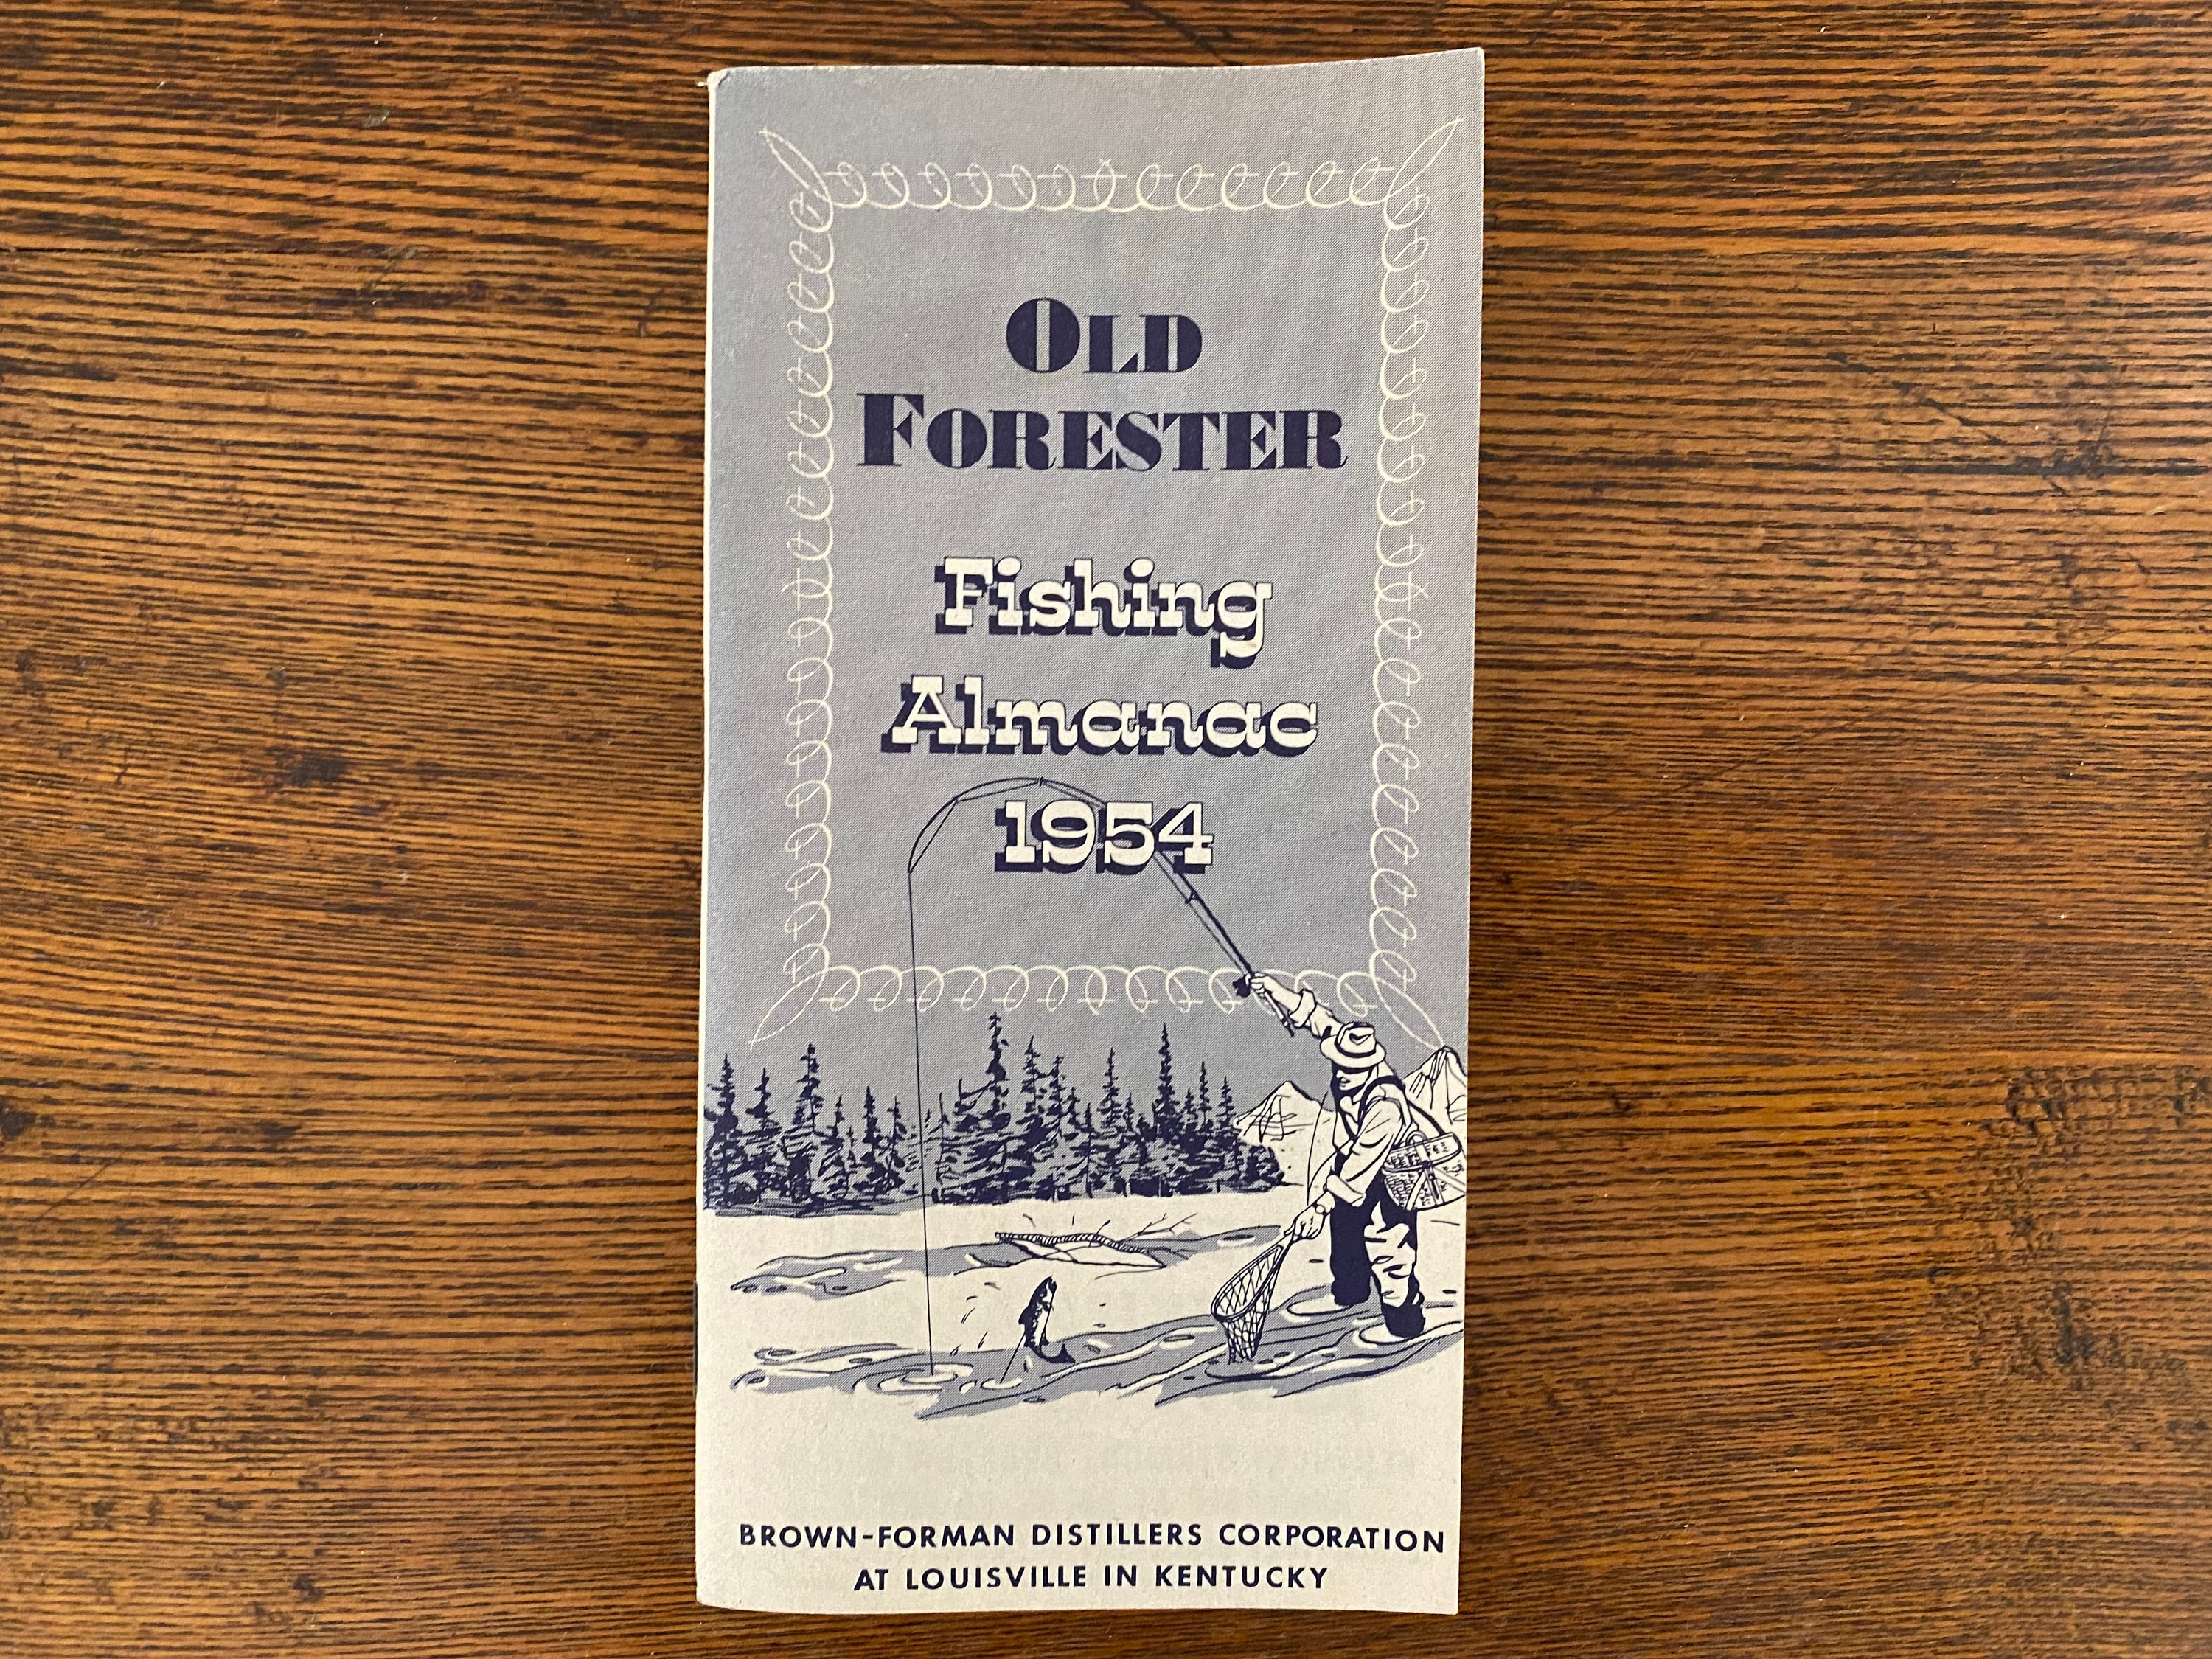 OLD
FORESTER
Fishing
Almanac
1954
BROWN-FORMAN DISTILLERS CORPORATION
AT LOUISVILLE IN KENTUCKY